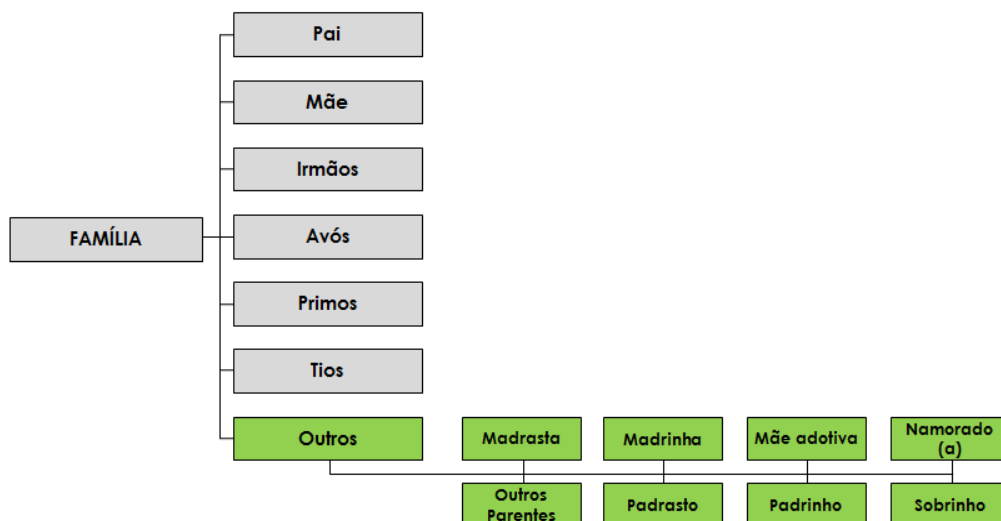 Pai
Mãe
Irmãos
FAMÍLIA
Avós
Primos
Tios
Outros
Madrasta
Madrinha
Mãe adotiva
Namorado
(a)
Outros
Parentes
Padrasto
Padrinho
Sobrinho